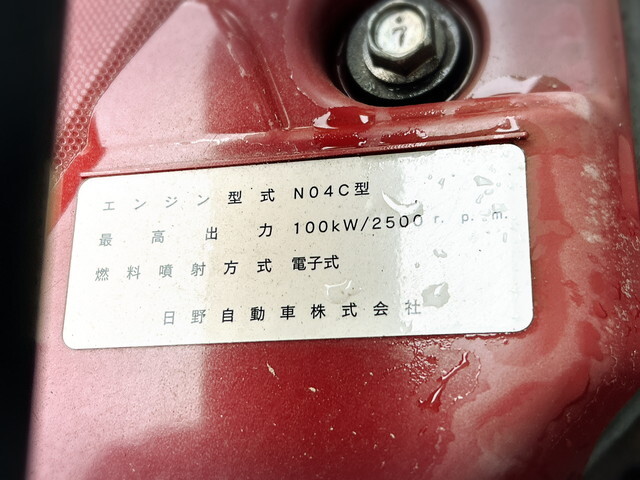 7
エンジン型式 N04C型
最高出力 100kW/2500 r.p.m.
燃料噴射方式 電子式
日野自動車株式会社